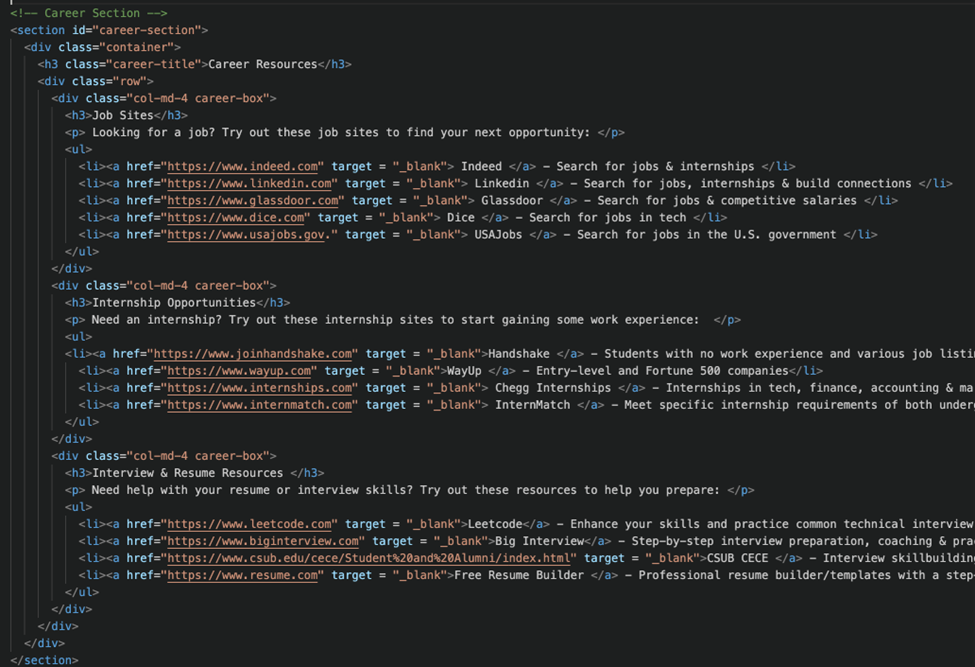 <!-- Career Section -->
<section id="career-section">
<div class="container">
<h3 class="career-title">Career Resources</h3>
<div class="row">
<div class="col-md-4 career-box">
<h3>Job Sites</h3>
<p> Looking for a job? Try out these job sites to find your next opportunity: </p>
<ul>
<li><a href="https://www.indeed.com" target = "_blank"> Indeed </a> - Search for jobs & internships </li>
<li><a href="https://www.linkedin.com" target = "_blank"> Linkedin </a> - Search for jobs, internships & build connections </li>
<li><a href="https://www.glassdoor.com" target = "_blank"> Glassdoor </a> - Search for jobs & competitive salaries </li>
<li><a href="https://www.dice.com" target = "_blank"> Dice </a> - Search for jobs in tech </li>
<li><a href="https://www.usajobs.gov." target = "_blank"> USAJobs </a> - Search for jobs in the U.S. government </li>
</ul>
</div>
<div class="col-md-4 career-box">
<h3>Internship Opportunities</h3>
<p> Need an internship? Try out these internship sites to start gaining some work experience:  </p>
<ul>
<li><a href="https://www.joinhandshake.com" target = "_blank">Handshake </a> - Students with no work experience and various job listi
<li><a href="https://www.wayup.com" target = "_blank">WayUp </a> - Entry-level and Fortune 500 companies</li>
<li><a href="https://www.internships.com" target = "_blank"> Chegg Internships </a> - Internships in tech, finance, accounting & ma
<li><a href="https://www.internmatch.com" target = "_blank"> InternMatch </a> - Meet specific internship requirements of both under
</ul>
</div>
<div class="col-md-4 career-box">
<h3>Interview & Resume Resources </h3>
<p> Need help with your resume or interview skills? Try out these resources to help you prepare: </p>
<ul>
<li><a href="https://www.leetcode.com" target = "_blank">Leetcode</a> - Enhance your skills and practice common technical interview
<li><a href="https://www.biginterview.com" target = "_blank">Big Interview</a> - Step-by-step interview preparation, coaching & pra
<li><a href="https://www.csub.edu/cece/Student%20and%20Alumni/index.html" target = "_blank">CSUB CECE </a> - Interview skillbuildin
<li><a href="https://www.resume.com" target = "_blank">Free Resume Builder </a> - Professional resume builder/templates with a step-
</ul>
</div>
</div>
</div>
</section>